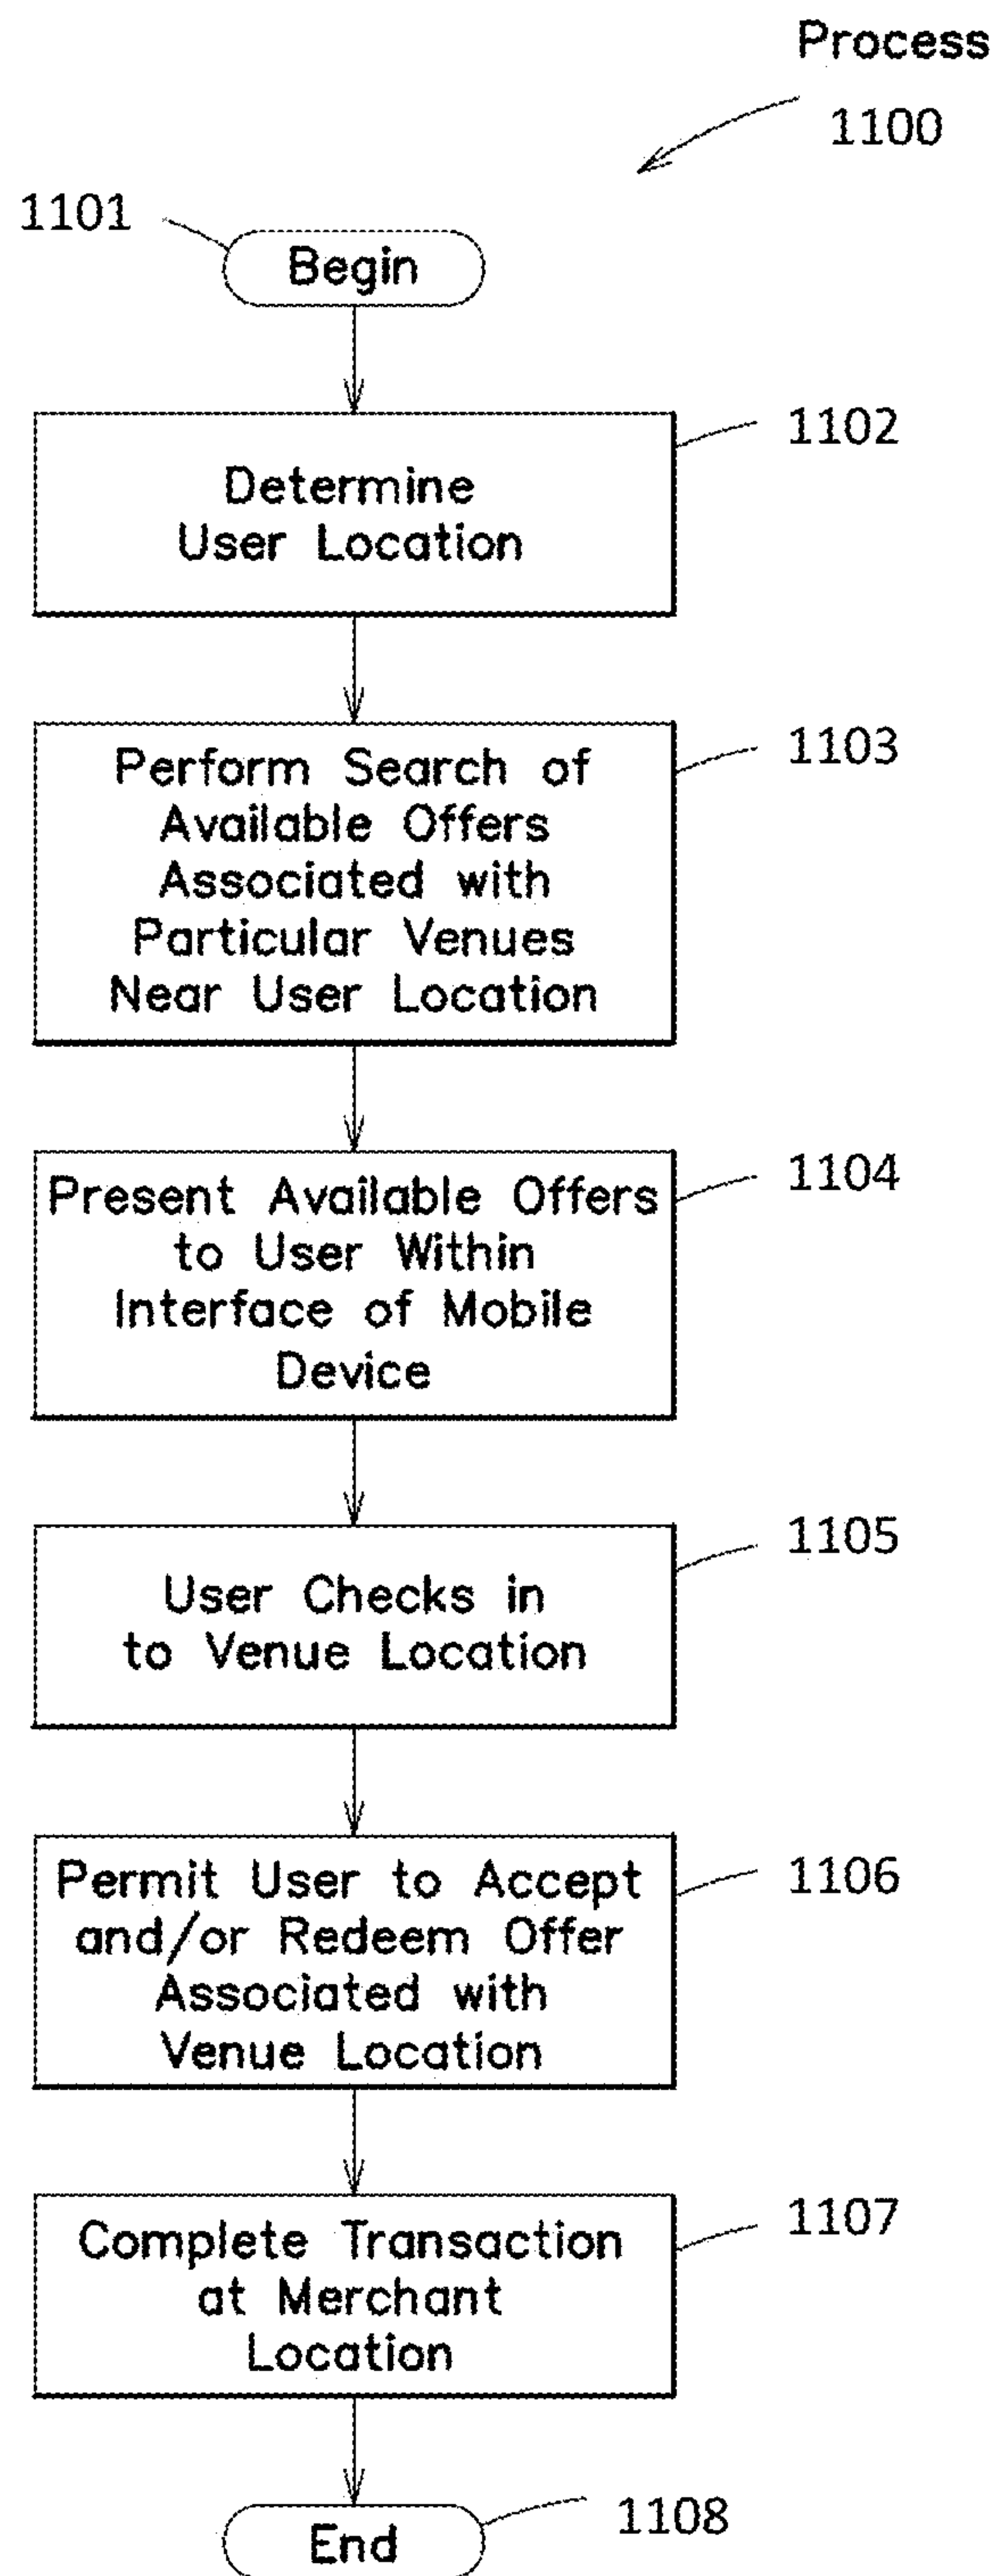 Process
1100
1101
Begin
1102
Determine
User Location
1103
Perform Search of
Available Offers
Associated with
Particular Venues
Near User Location
1104
Present Available Offers
to User Within
Interface of Mobile
Device
1105
User Checks in
to Venue Location
1106
Permit User to Accept
and/or Redeem Offer
Associated with
Venue Location
1107
Complete Transaction
at Merchant
Location
End
1108